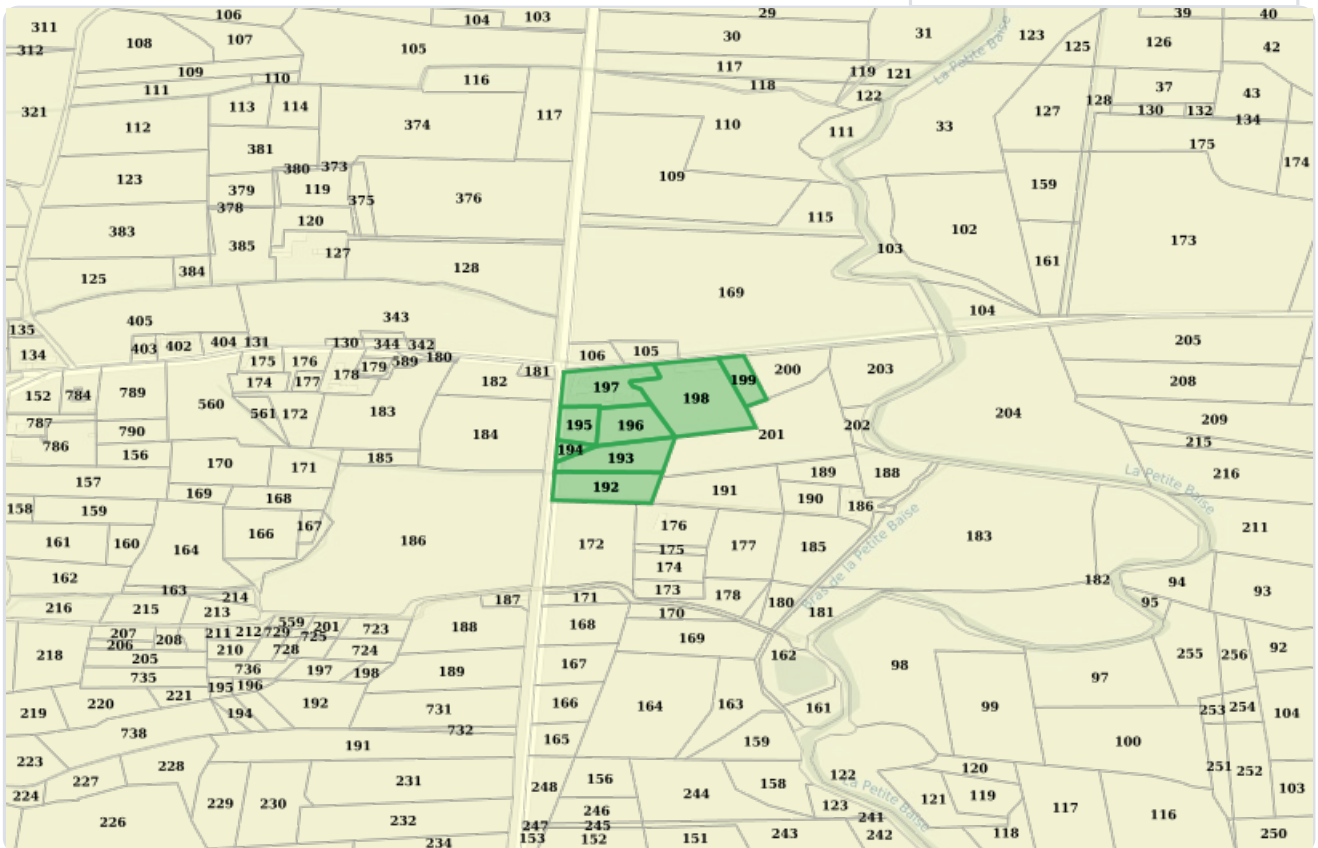 311 106 104 103 29 39 40
108 107 105 30 31 123 125 126 42
312 La Petite Baïse
109 110 116 117 118 119 121 37 43
111 122 128 130 132 134
321 112 113 114 374 117 110 111 33 127 175
381 174
123 380 373 379 119 375 376 109 159
378 120 115 102 173
383 385 127 103
125 384 128 161
169 104
405 343
135 403 402 404 131 130 344 342 205
134 175 176 178 179 589 180 106 105
152 784 789 174 177 182 181 197 199 200 203 208
560 561 172 183 198
787 790 184 195 196 201 202 204 209
786 156 185 194 193 215
157 170 171 192 191 189 188 216
La Petite Baïse
169 168 190 186
158 159 166 167 176 183 211
161 160 164 186 172 175 177 185
Bras de la Petite Baïse
162 163 174 182 94 93
216 215 214 213 187 171 173 178 180 181 95
207 208 211 212 729 559 725 201 723 188 168 170 169
206 210 728 724 92
218 205 736 197 198 189 167 162 98 255 256
735 195 196 97
219 220 221 194 192 731 166 164 163 161 99 253 254 104
738 732 165 159 100
223 228 191 251 252
224 227 231 248 156 158 122 120 103
La Petite Baïse
226 229 230 232 246 244 123 121 119 117 116
247 245 241
234 153 152 151 243 242 118 250